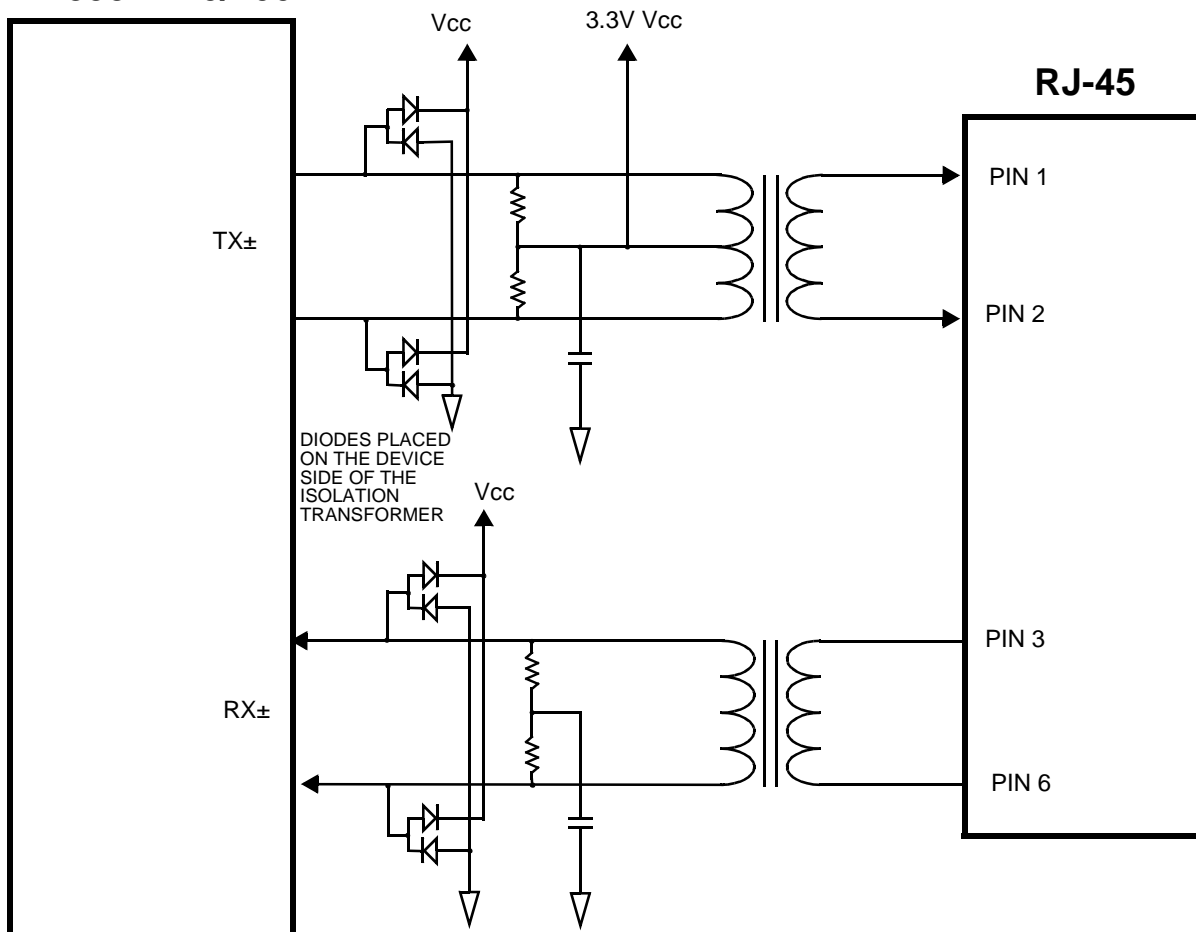 Vcc
3.3V Vcc
RJ-45
PIN 1
TX±
PIN 2
DIODES PLACED
ON THE DEVICE
SIDE OF THE
ISOLATION
TRANSFORMER
Vcc
PIN 3
RX±
PIN 6